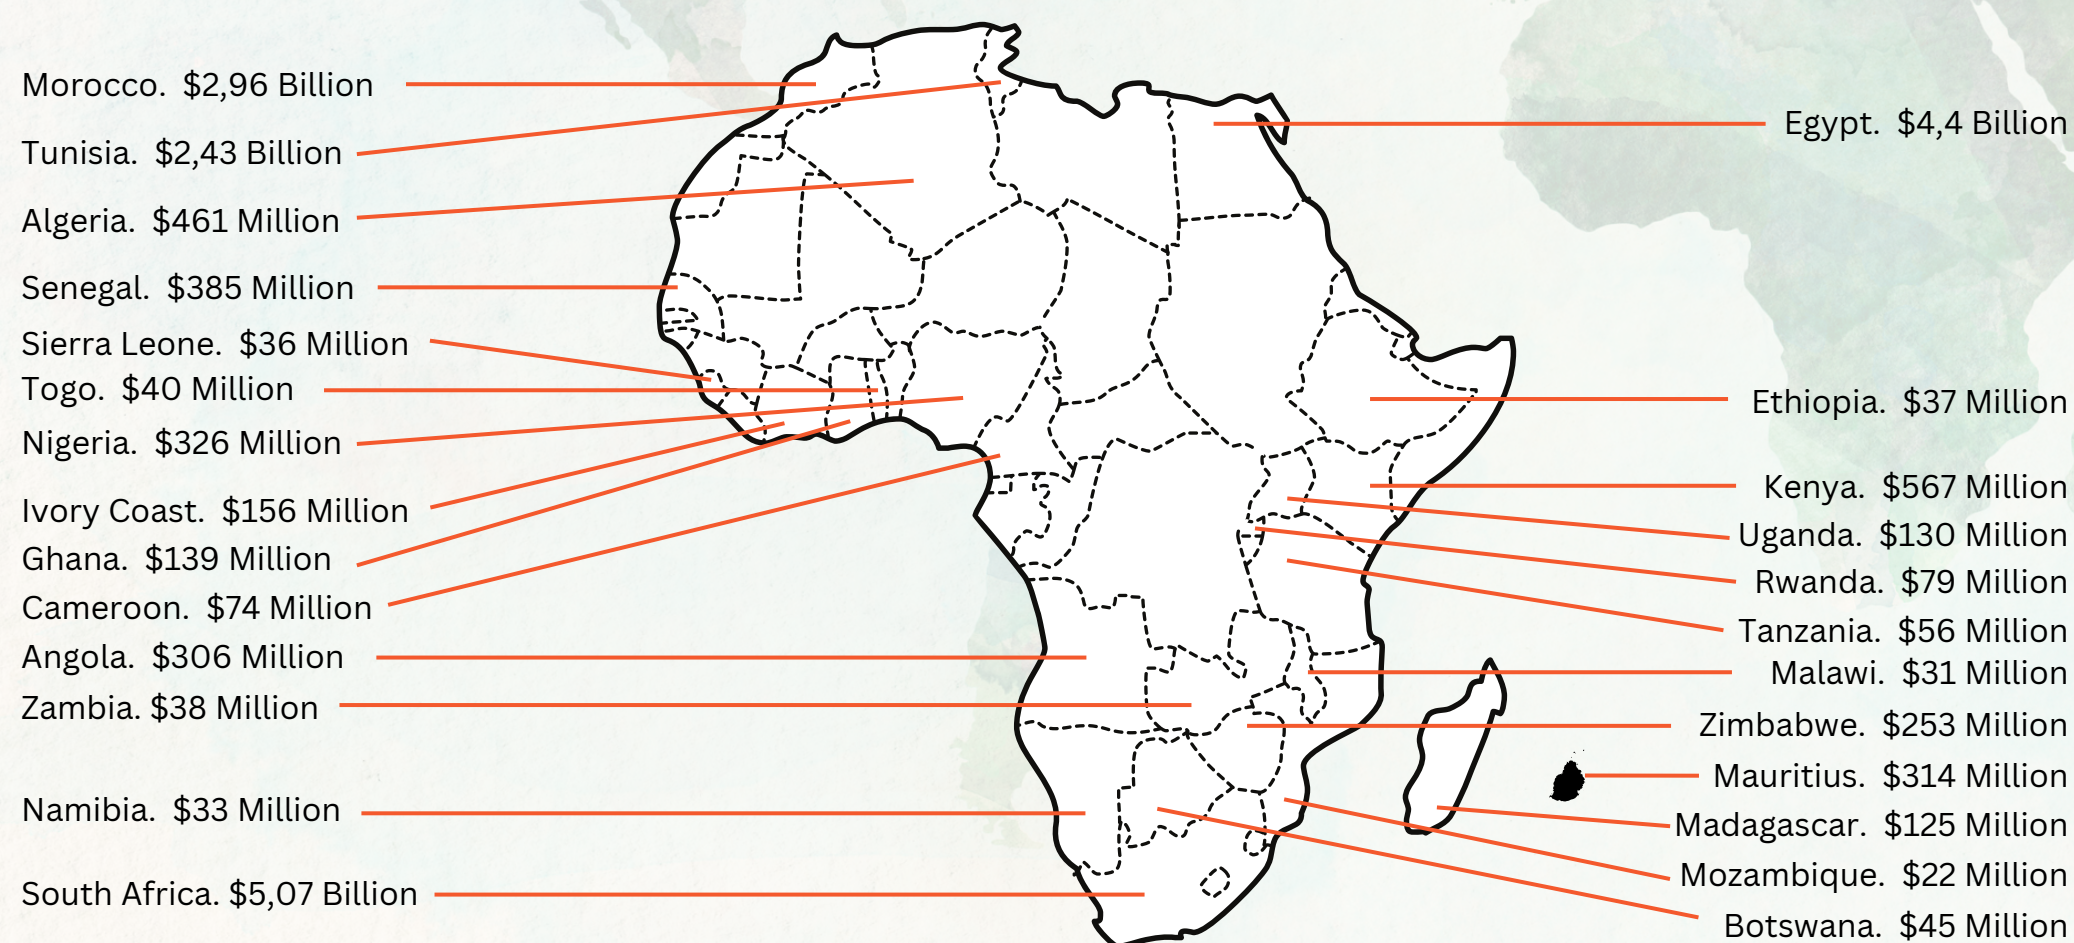 Morocco.  $2,96 Billion
Tunisia.  $2,43 Billion
Algeria.  $461 Million
Senegal.  $385 Million
Sierra Leone.  $36 Million
Togo.  $40 Million
Nigeria.  $326 Million
Ivory Coast.  $156 Million
Ghana.  $139 Million
Cameroon.  $74 Million
Angola.  $306 Million
Zambia. $38 Million
Namibia.  $33 Million
South Africa. $5,07 Billion
Egypt.  $4,4 Billion
Ethiopia.  $37 Million
Kenya.  $567 Million
Uganda.  $130 Million
Rwanda.  $79 Million
Tanzania.  $56 Million
Malawi.  $31 Million
Zimbabwe.  $253 Million
Mauritius.  $314 Million
Madagascar.  $125 Million
Mozambique.  $22 Million
Botswana.  $45 Million